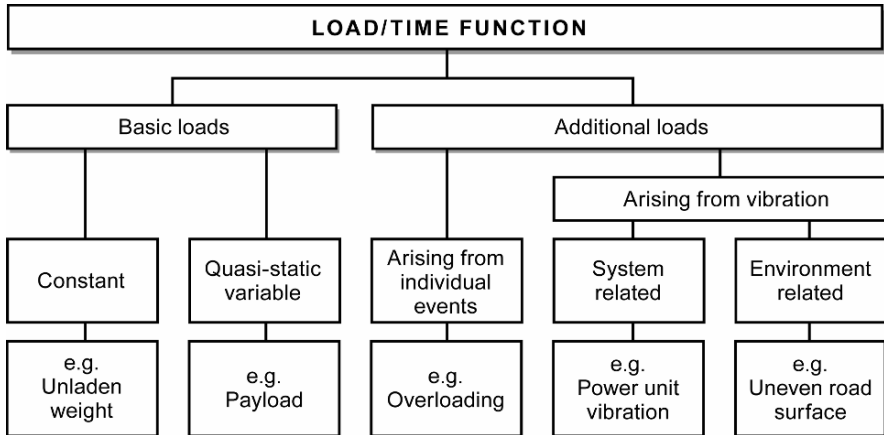 LOAD/TIME FUNCTION
Basic loads
Additional loads
Arising from vibration
Constant
Quasi-static
variable
Arising from
individual
events
System
related
Environment
related
e.g.
Unladen
weight
e.g.
Payload
e.g.
Overloading
e.g.
Power unit
vibration
e.g.
Uneven road
surface